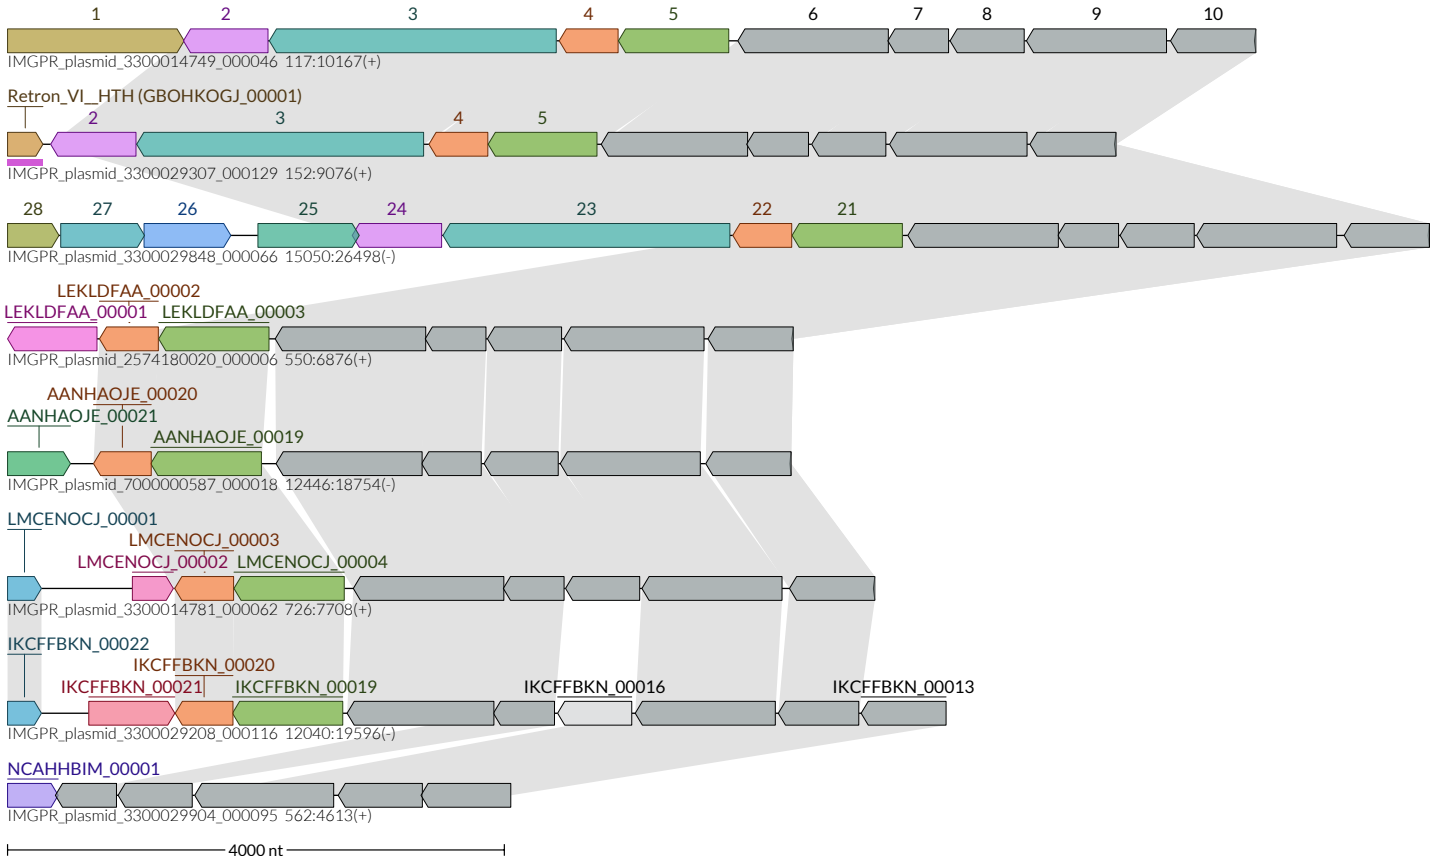 1 2 3 4 5 6 7 8 9 10
IMGPR_plasmid_3300014749_000046 117:10167(+)
Retron_VI__HTH (GBOHKOGJ_00001)
2 3 4 5
IMGPR_plasmid_3300029307_000129 152:9076(+)
28 27 26 25 24 23 22 21
IMGPR_plasmid_3300029848_000066 15050:26498(-)
LEKLDFAA_00002
LEKLDFAA_00001 LEKLDFAA_00003
IMGPR_plasmid_2574180020_000006 550:6876(+)
AANHAOJE_00020
AANHAOJE_00021
AANHAOJE_00019
IMGPR_plasmid_7000000587_000018 12446:18754(-)
LMCENOCJ_00001
LMCENOCJ_00003
LMCENOCJ_00002 LMCENOCJ_00004
IMGPR_plasmid_3300014781_000062 726:7708(+)
IKCFFBKN_00022
IKCFFBKN_00020
IKCFFBKN_00021 IKCFFBKN_00019 IKCFFBKN_00016 IKCFFBKN_00013
IMGPR_plasmid_3300029208_000116 12040:19596(-)
NCAHHBIM_00001
IMGPR_plasmid_3300029904_000095 562:4613(+)
4000 nt